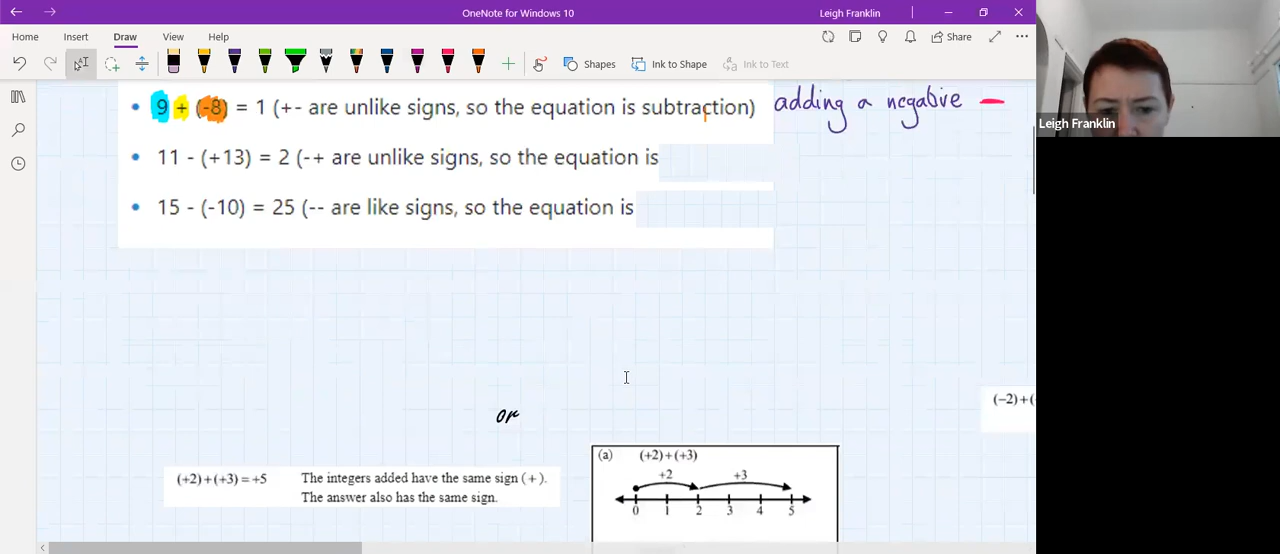 OneNote for Windows 10
Leigh Franklin
Home Insert Draw View Help
Share
Shapes
Ink to Shape
Ink to Text
9 + (-8) = 1 (+- are unlike signs, so the equation is subtraction)
adding a negative —
Leigh Franklin
11 - (+13) = 2 (-+ are unlike signs, so the equation is
15 - (-10) = 25 (-- are like signs, so the equation is
or
(−2)+(
(+2)+(+3) = +5 The integers added have the same sign (+).
The answer also has the same sign.
(a) (+2)+(+3)
+2 +3
0 1 2 3 4 5